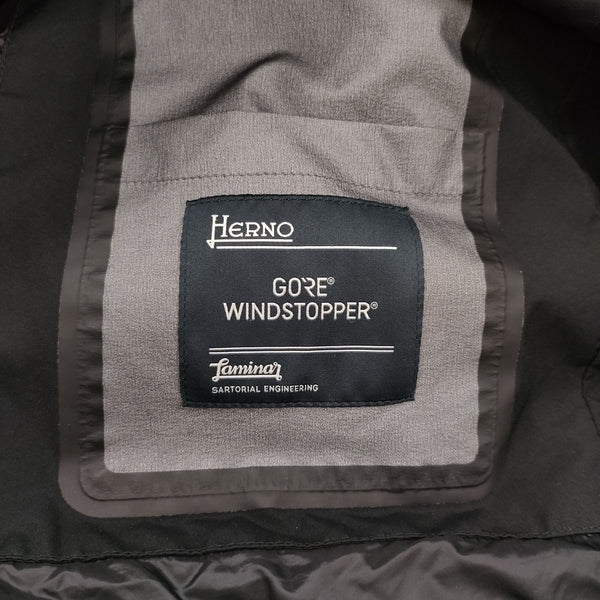 HERNO
GORE®
WINDSTOPPER®
Laminar
SARTORIAL ENGINEERING